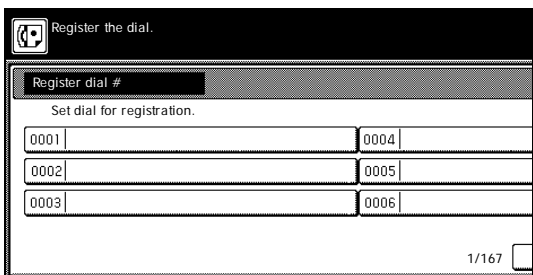 Register the dial.
Register dial #
Set dial for registration.
0001 0004
0002 0005
0003 0006
1/167